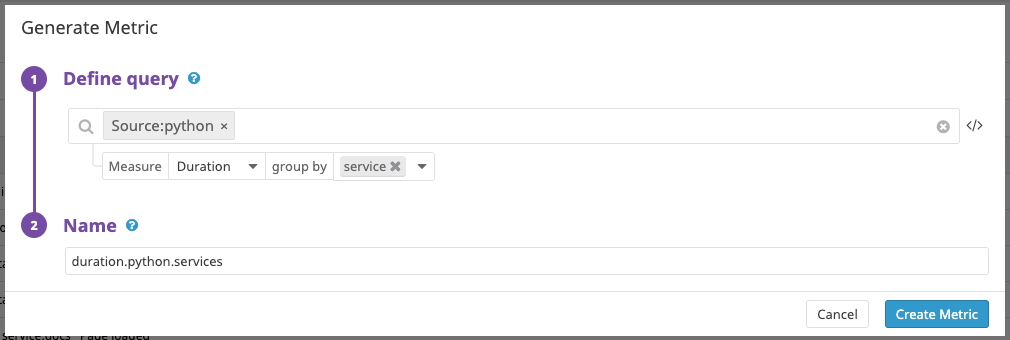 Generate Metric
1 Define query ?
Source:python ×
</>
Measure Duration group by service
2 Name ?
duration.python.services
Cancel Create Metric